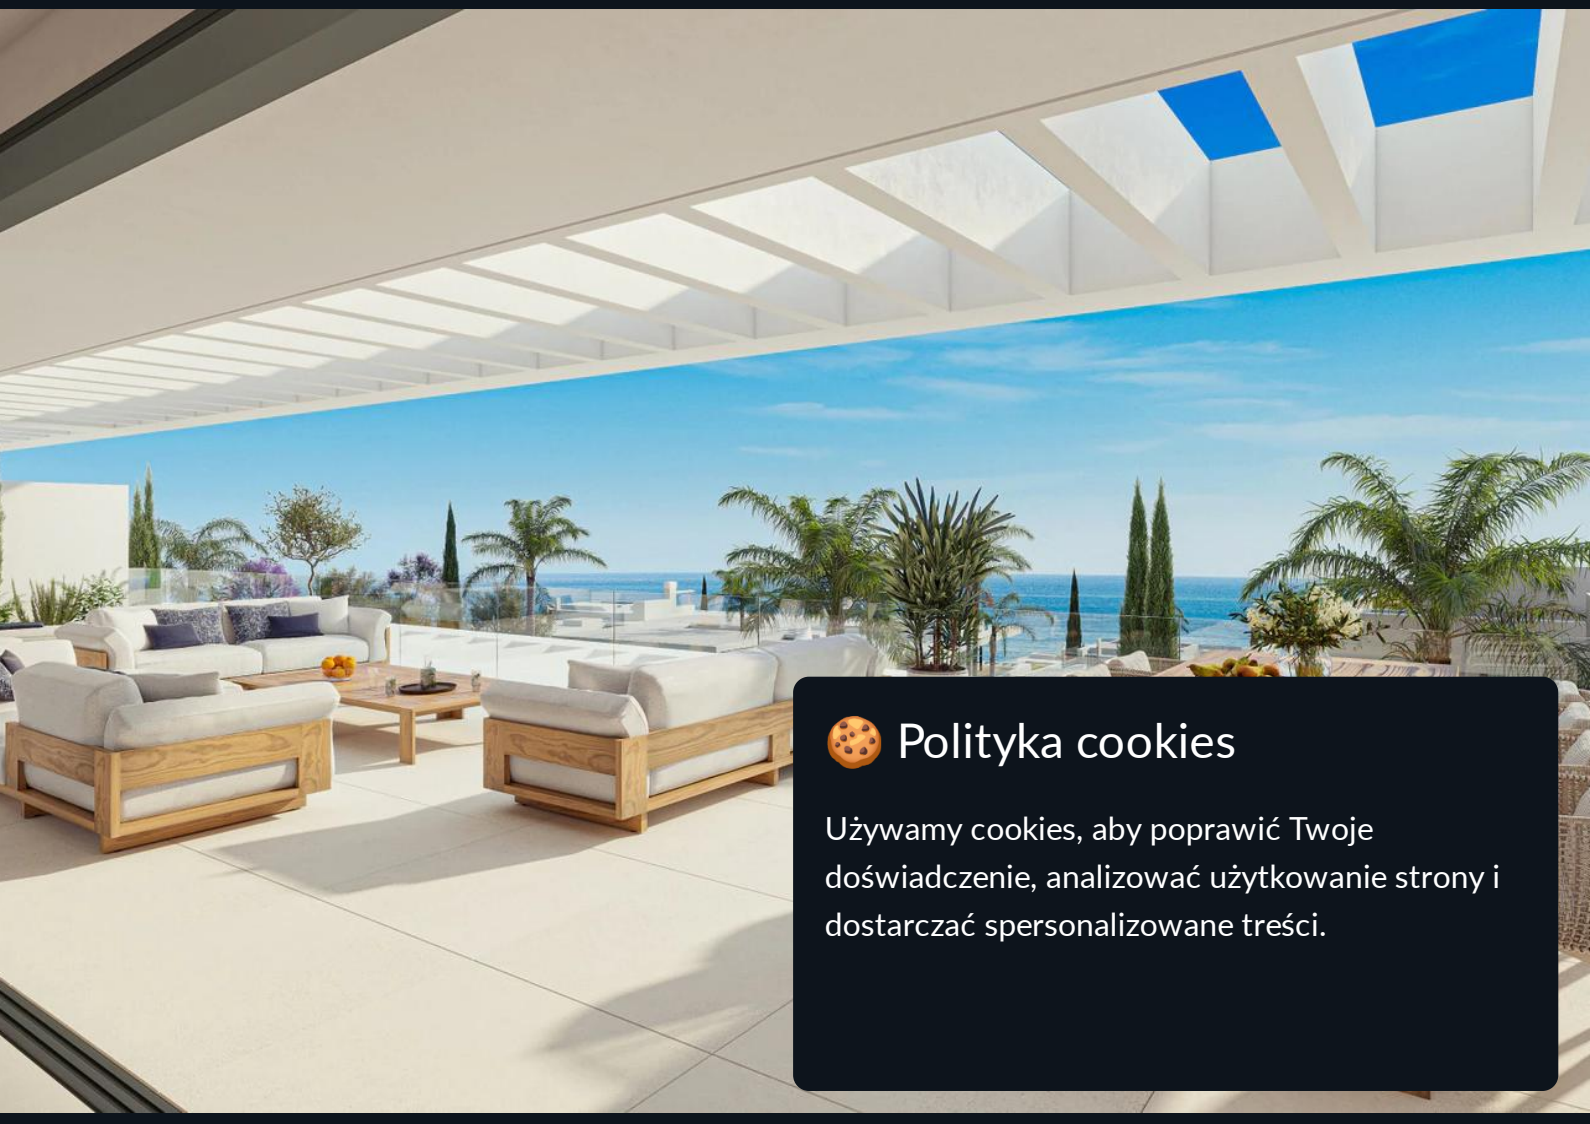 🍪 Polityka cookies
Używamy cookies, aby poprawić Twoje
doświadczenie, analizować użytkowanie strony i
dostarczać spersonalizowane treści.